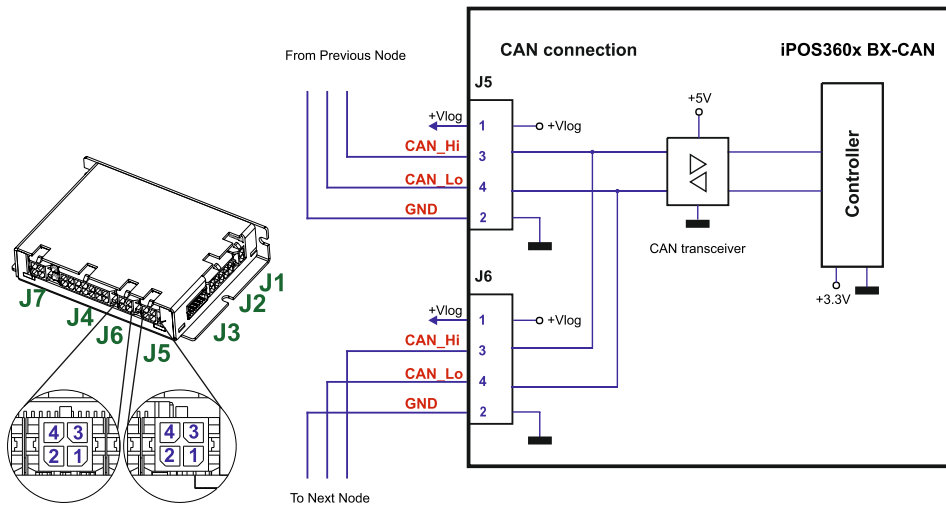 From Previous Node
CAN connection
iPOS360x BX-CAN
J5
+Vlog
1
+Vlog
CAN_Hi
3
CAN_Lo
4
GND
2
+5V
CAN transceiver
Controller
+3.3V
J6
+Vlog
1
+Vlog
CAN_Hi
3
CAN_Lo
4
GND
2
To Next Node
J7
J4
J6
J5
J3
J2
J1
4 3
2 1
4 3
2 1